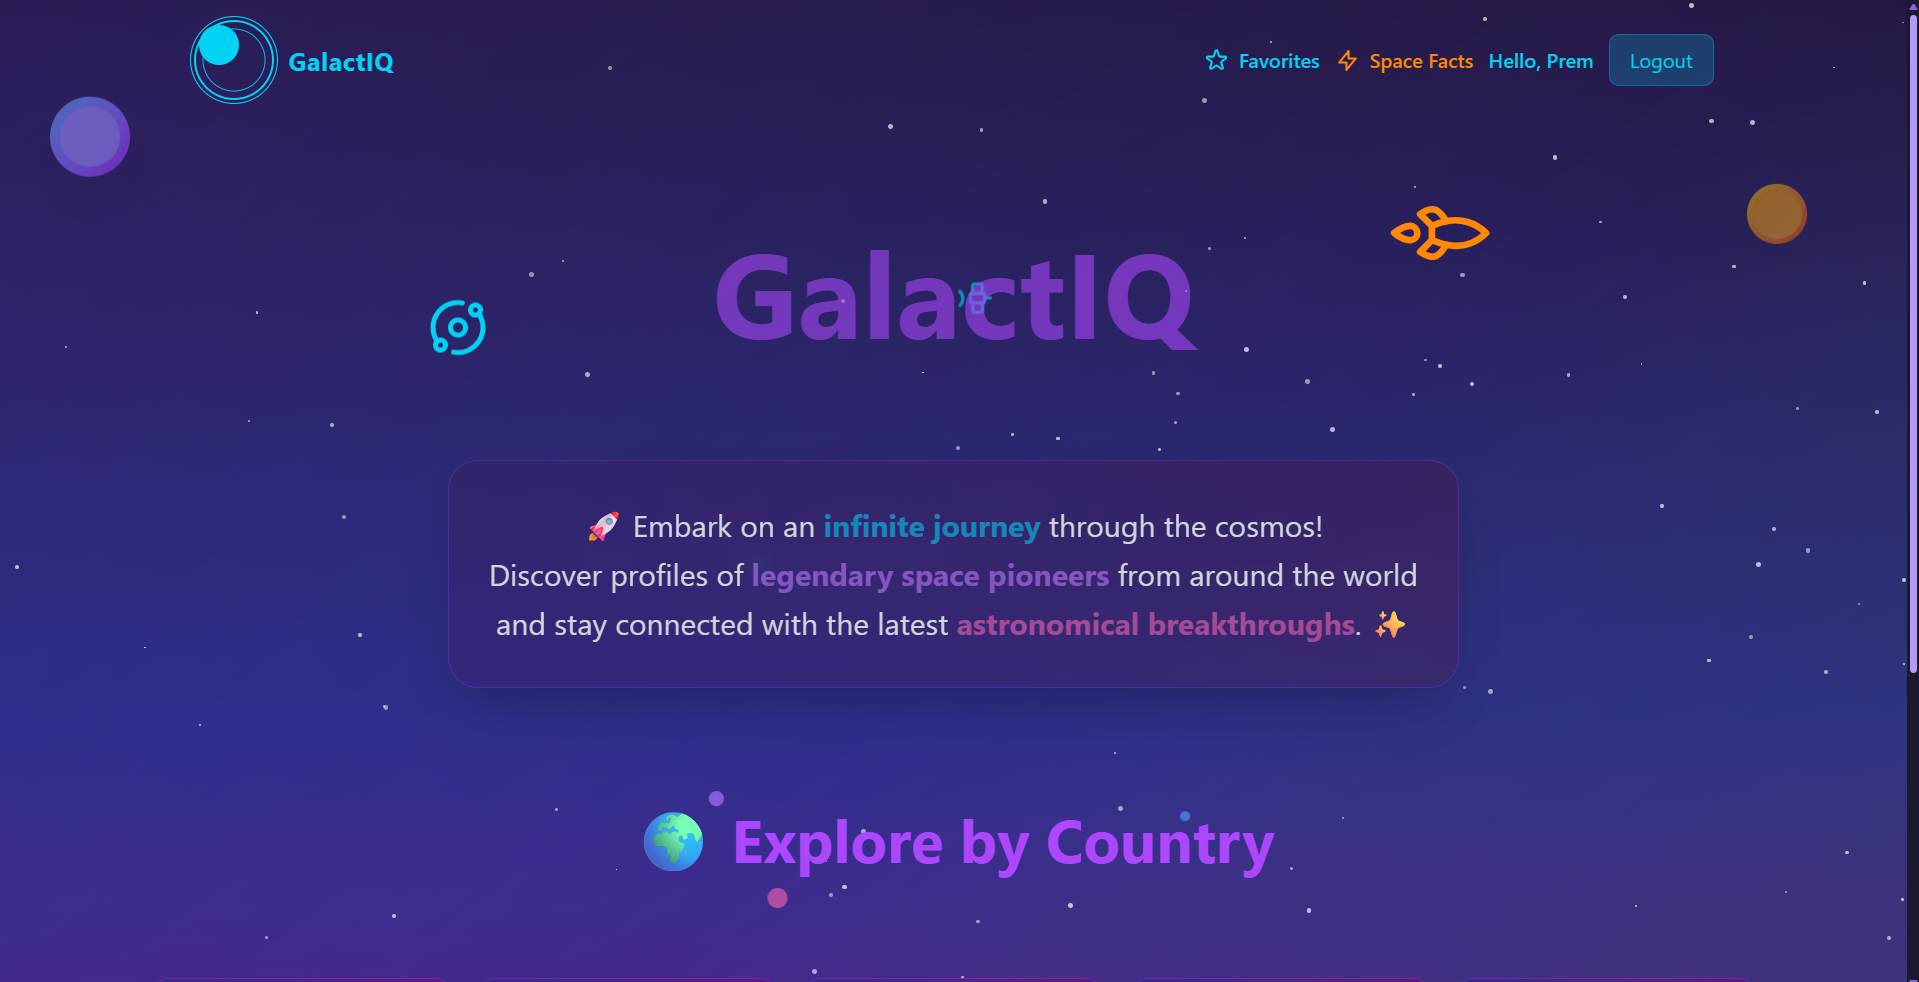 GalactIQ
Favorites
Space Facts
Hello, Prem
Logout
GalactIQ
🚀 Embark on an infinite journey through the cosmos!
Discover profiles of legendary space pioneers from around the world
and stay connected with the latest astronomical breakthroughs. ✨
🌍 Explore by Country